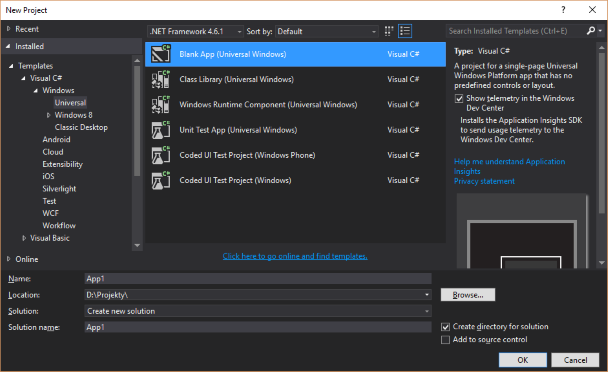 New Project
? ×
Recent
.NET Framework 4.6.1
Sort by:
Default
Search Installed Templates (Ctrl+E)
Installed
Templates
Visual C#
Windows
Universal
Windows 8
Classic Desktop
Android
Cloud
Extensibility
iOS
Silverlight
Test
WCF
Workflow
Visual Basic
Online
Blank App (Universal Windows) Visual C#
Class Library (Universal Windows) Visual C#
Windows Runtime Component (Universal Windows) Visual C#
Unit Test App (Universal Windows) Visual C#
Coded UI Test Project (Windows Phone) Visual C#
Coded UI Test Project (Windows) Visual C#
Click here to go online and find templates.
Type: Visual C#
A project for a single-page Universal
Windows Platform app that has no
predefined controls or layout.
Show telemetry in the Windows
Dev Center
Installs the Application Insights SDK
to send usage telemetry to the
Windows Dev Center.
Help me understand Application
Insights
Privacy statement
Name: App1
Location: D:\Projekty\
Browse...
Solution: Create new solution
Solution name: App1
Create directory for solution
Add to source control
OK
Cancel